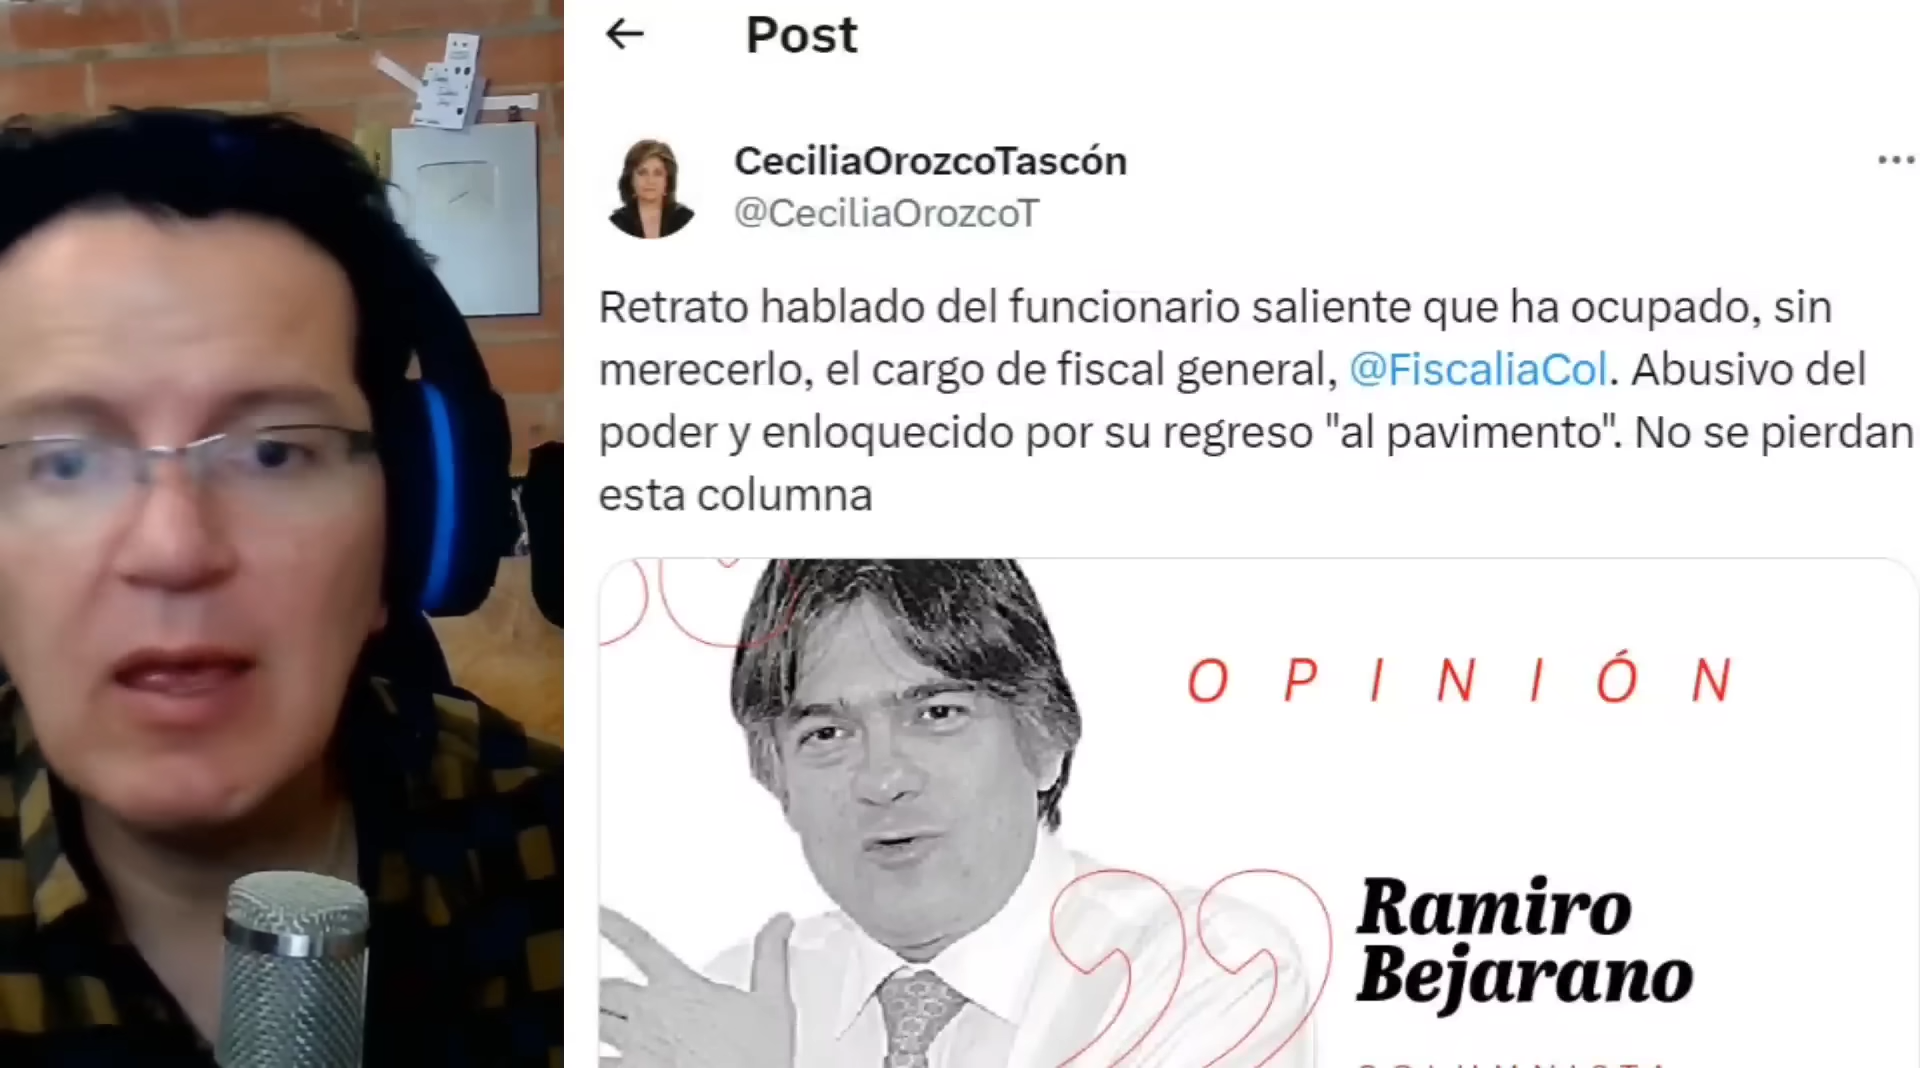 Post
CeciliaOrozcoTascón
@CeciliaOrozcoT
Retrato hablado del funcionario saliente que ha ocupado, sin
merecerlo, el cargo de fiscal general, @FiscaliaCol. Abusivo del
poder y enloquecido por su regreso "al pavimento". No se pierdan
esta columna
OPINIÓN
Ramiro
Bejarano